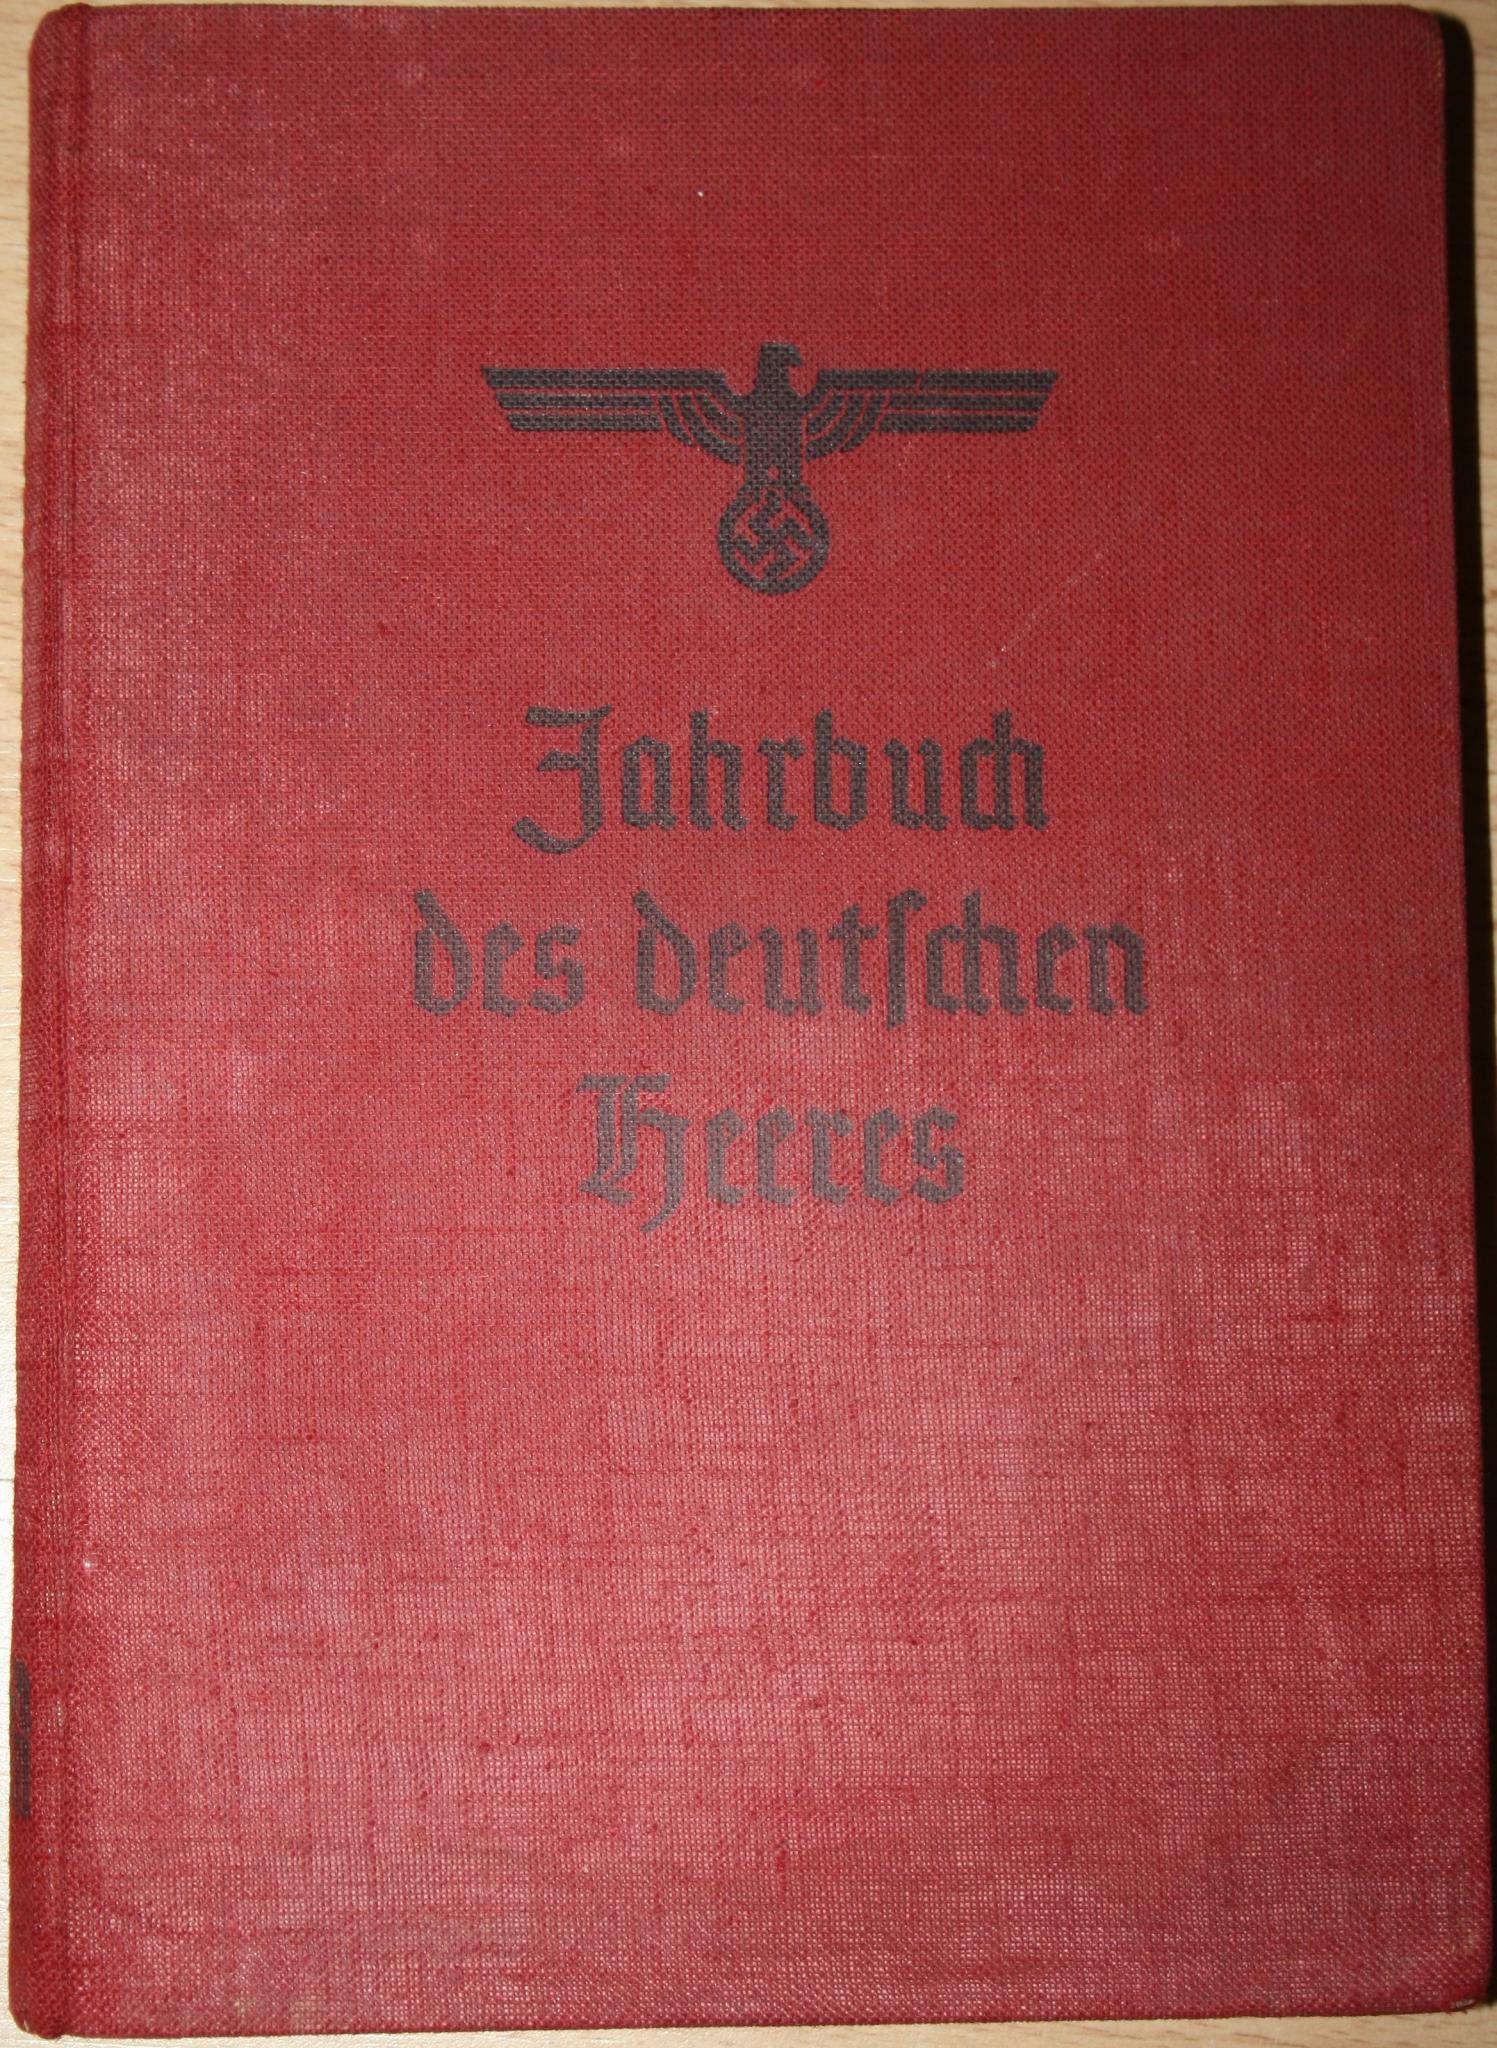 Jahrbuch
des deutſchen
Heeres